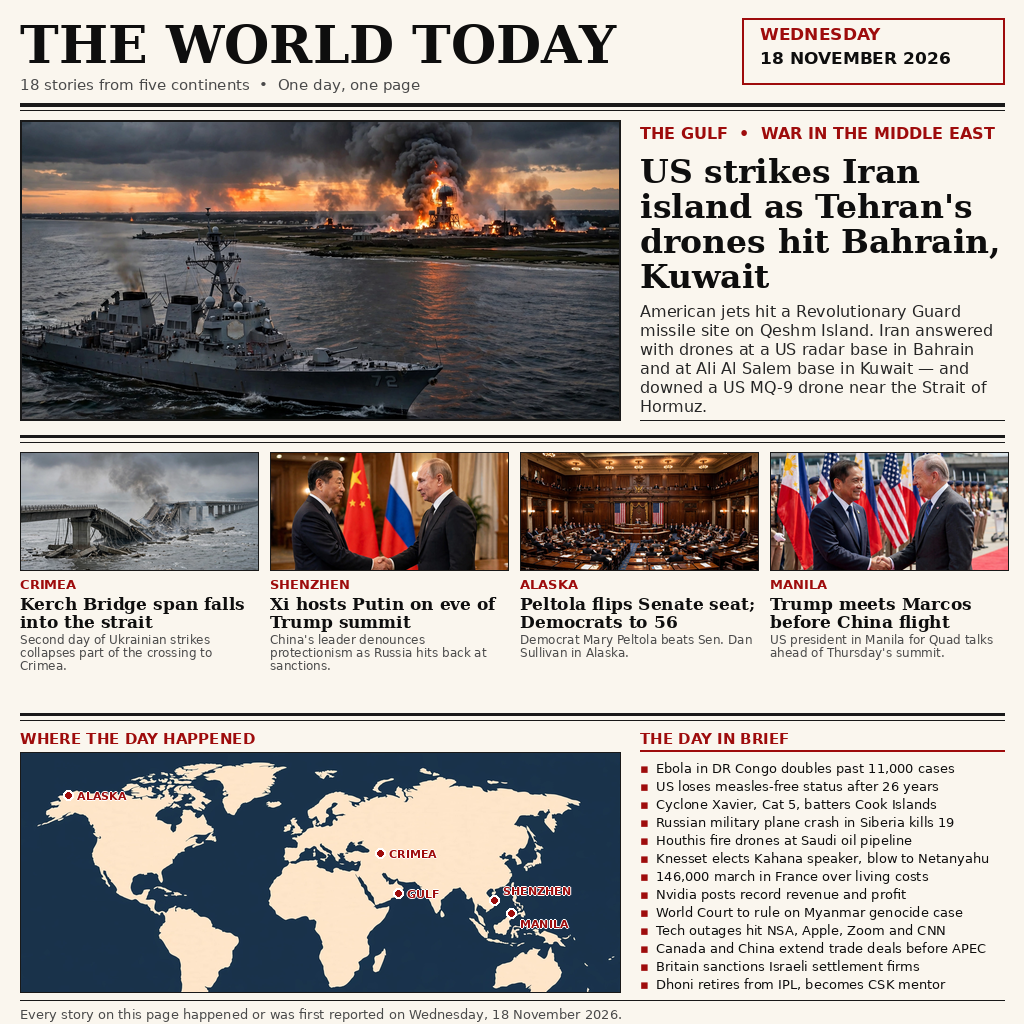 THE WORLD TODAY
18 stories from five continents • One day, one page
WEDNESDAY
18 NOVEMBER 2026
72
THE GULF • WAR IN THE MIDDLE EAST
US strikes Iran
island as Tehran's
drones hit Bahrain,
Kuwait
American jets hit a Revolutionary Guard
missile site on Qeshm Island. Iran answered
with drones at a US radar base in Bahrain
and at Ali Al Salem base in Kuwait — and
downed a US MQ-9 drone near the Strait of
Hormuz.
CRIMEA
Kerch Bridge span falls
into the strait
Second day of Ukrainian strikes
collapses part of the crossing to
Crimea.
SHENZHEN
Xi hosts Putin on eve of
Trump summit
China's leader denounces
protectionism as Russia hits back at
sanctions.
ALASKA
Peltola flips Senate seat;
Democrats to 56
Democrat Mary Peltola beats Sen. Dan
Sullivan in Alaska.
MANILA
Trump meets Marcos
before China flight
US president in Manila for Quad talks
ahead of Thursday's summit.
WHERE THE DAY HAPPENED
ALASKA
CRIMEA
GULF
SHENZHEN
MANILA
THE DAY IN BRIEF
▪ Ebola in DR Congo doubles past 11,000 cases
▪ US loses measles-free status after 26 years
▪ Cyclone Xavier, Cat 5, batters Cook Islands
▪ Russian military plane crash in Siberia kills 19
▪ Houthis fire drones at Saudi oil pipeline
▪ Knesset elects Kahana speaker, blow to Netanyahu
▪ 146,000 march in France over living costs
▪ Nvidia posts record revenue and profit
▪ World Court to rule on Myanmar genocide case
▪ Tech outages hit NSA, Apple, Zoom and CNN
▪ Canada and China extend trade deals before APEC
▪ Britain sanctions Israeli settlement firms
▪ Dhoni retires from IPL, becomes CSK mentor
Every story on this page happened or was first reported on Wednesday, 18 November 2026.